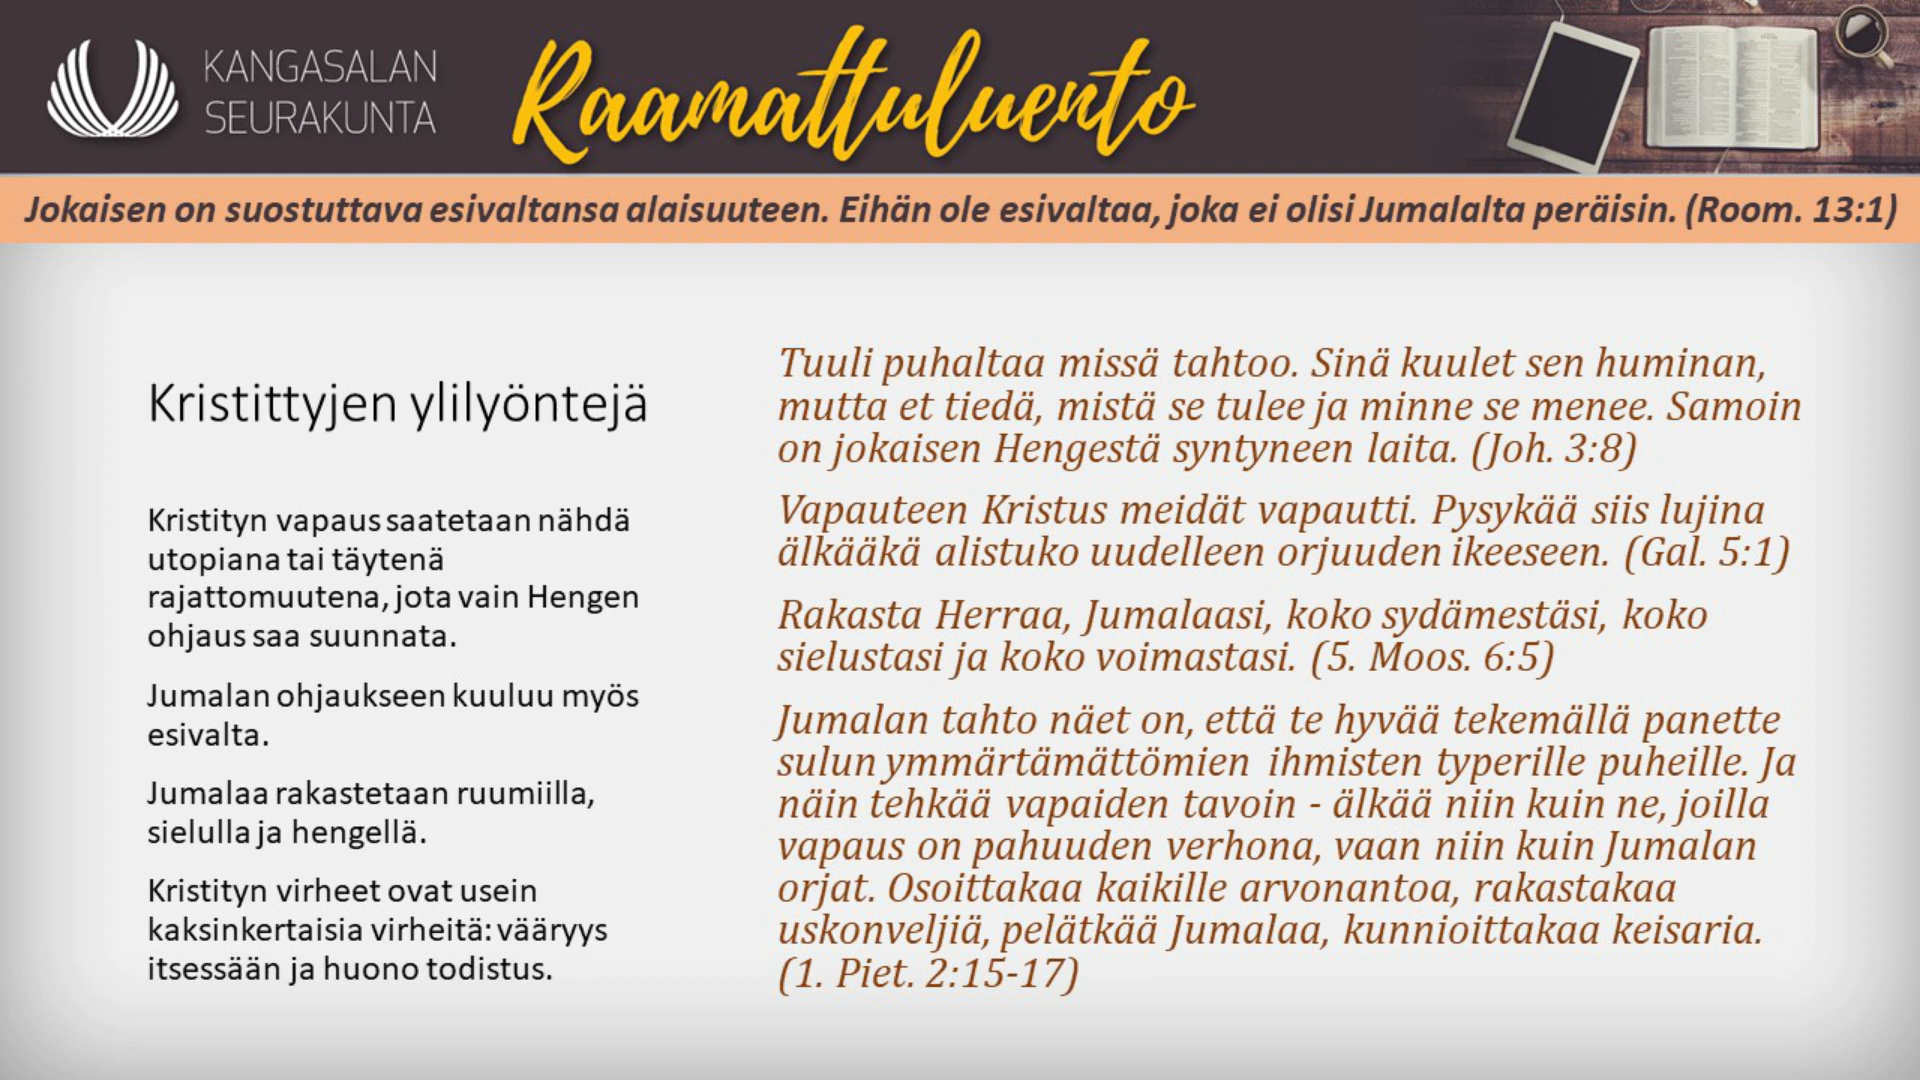 KANGASALAN
SEURAKUNTA
Raamattuluento
Jokaisen on suostuttava esivaltansa alaisuuteen. Eihän ole esivaltaa, joka ei olisi Jumalalta peräisin. (Room. 13:1)
Kristittyjen ylilyöntejä
Kristityn vapaus saatetaan nähdä
utopiana tai täytenä
rajattomuutena, jota vain Hengen
ohjaus saa suunnata.
Jumalan ohjaukseen kuuluu myös
esivalta.
Jumalaa rakastetaan ruumiilla,
sielulla ja hengellä.
Kristityn virheet ovat usein
kaksinkertaisia virheitä: vääryys
itsessään ja huono todistus.
Tuuli puhaltaa missä tahtoo. Sinä kuulet sen huminan,
mutta et tiedä, mistä se tulee ja minne se menee. Samoin
on jokaisen Hengestä syntyneen laita. (Joh. 3:8)
Vapauteen Kristus meidät vapautti. Pysykää siis lujina
älkääkä alistuko uudelleen orjuuden ikeeseen. (Gal. 5:1)
Rakasta Herraa, Jumalaasi, koko sydämestäsi, koko
sielustasi ja koko voimastasi. (5. Moos. 6:5)
Jumalan tahto näet on, että te hyvää tekemällä panette
sulun ymmärtämättömien ihmisten typerille puheille. Ja
näin tehkää vapaiden tavoin - älkää niin kuin ne, joilla
vapaus on pahuuden verhona, vaan niin kuin Jumalan
orjat. Osoittakaa kaikille arvonantoa, rakastakaa
uskonveljiä, pelätkää Jumalaa, kunnioittakaa keisaria.
(1. Piet. 2:15-17)